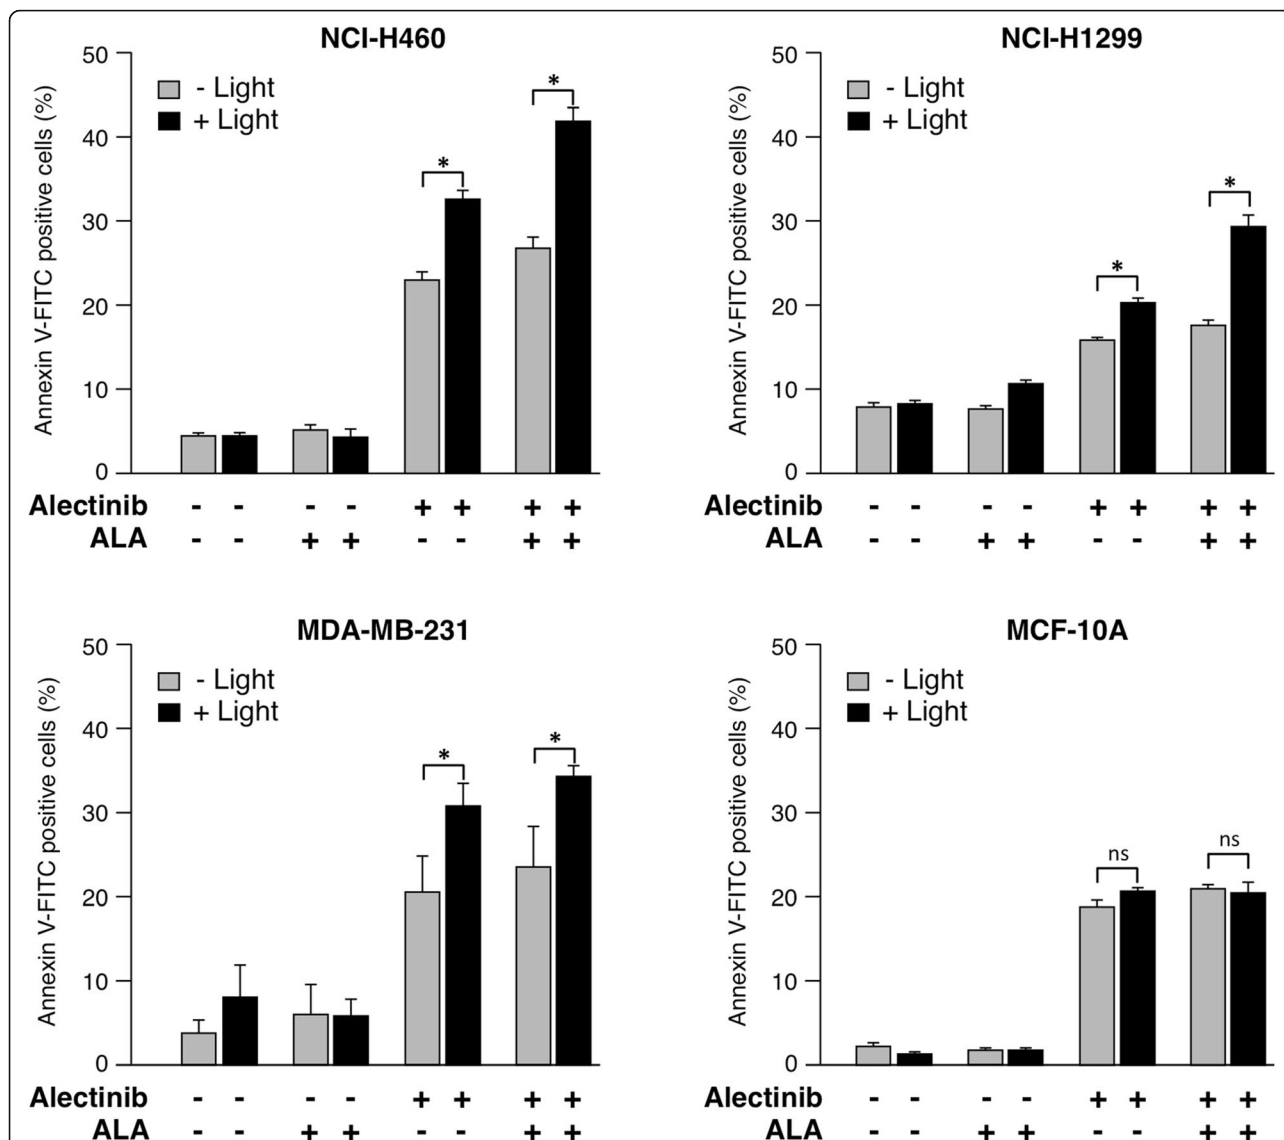 NCI-H460
50
40
30
20
10
0
Annexin V-FITC positive cells (%)
- Light
+ Light
*
*
Alectinib - - - - + + + +
ALA - - + + - - + +
NCI-H1299
50
40
30
20
10
0
Annexin V-FITC positive cells (%)
- Light
+ Light
*
*
Alectinib - - - - + + + +
ALA - - + + - - + +
MDA-MB-231
50
40
30
20
10
0
Annexin V-FITC positive cells (%)
- Light
+ Light
*
*
Alectinib - - - - + + + +
ALA - - + + - - + +
MCF-10A
50
40
30
20
10
0
Annexin V-FITC positive cells (%)
- Light
+ Light
ns
ns
Alectinib - - - - + + + +
ALA - - + + - - + +